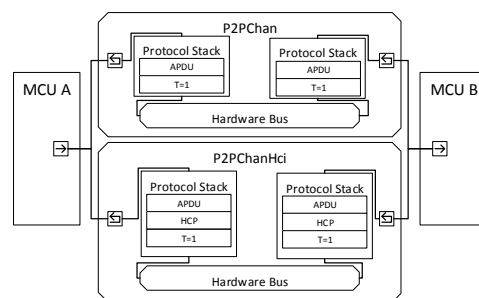 P2PChan
Protocol Stack
APDU
T=1
Protocol Stack
APDU
T=1
Hardware Bus
MCU A
MCU B
P2PChanHci
Protocol Stack
APDU
HCP
T=1
Protocol Stack
APDU
HCP
T=1
Hardware Bus